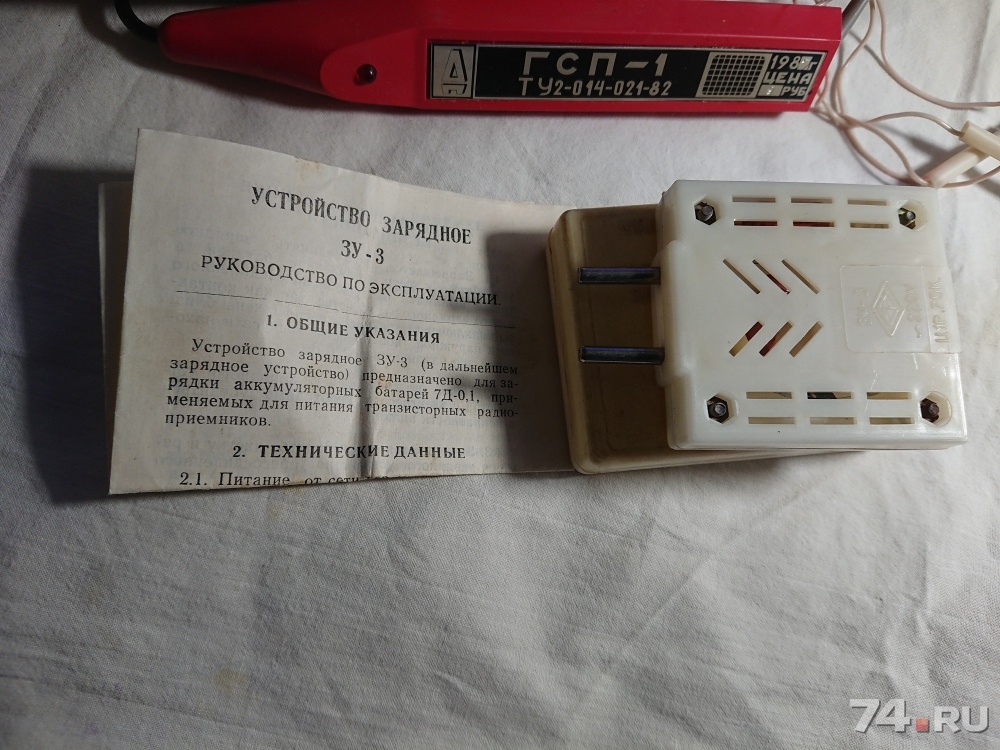 А
ГСП-1
ТУ2-014-021-82
198 г
ЦЕНА
РУБ
УСТРОЙСТВО ЗАРЯДНОЕ
ЗУ-3
РУКОВОДСТВО ПО ЭКСПЛУАТАЦИИ.
1. ОБЩИЕ УКАЗАНИЯ
Устройство зарядное ЗУ-3 (в дальнейшем
зарядное устройство) предназначено для за-
рядки аккумуляторных батарей 7Д-0,1, при-
меняемых для питания транзисторных радио-
приемников.
2. ТЕХНИЧЕСКИЕ ДАННЫЕ
2.1. Питание от сети
74.RU